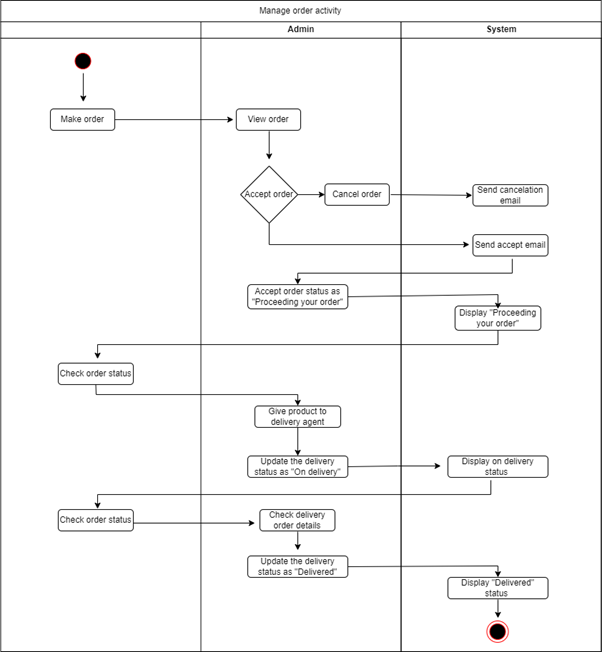 Manage order activity
Admin
System
Make order
View order
Accept order
Cancel order
Send cancelation
email
Send accept email
Accept order status as
"Proceeding your order"
Display "Proceeding
your order"
Check order status
Give product to
delivery agent
Update the delivery
status as "On delivery"
Display on delivery
status
Check order status
Check delivery
order details
Update the delivery
status as "Delivered"
Display "Delivered"
status